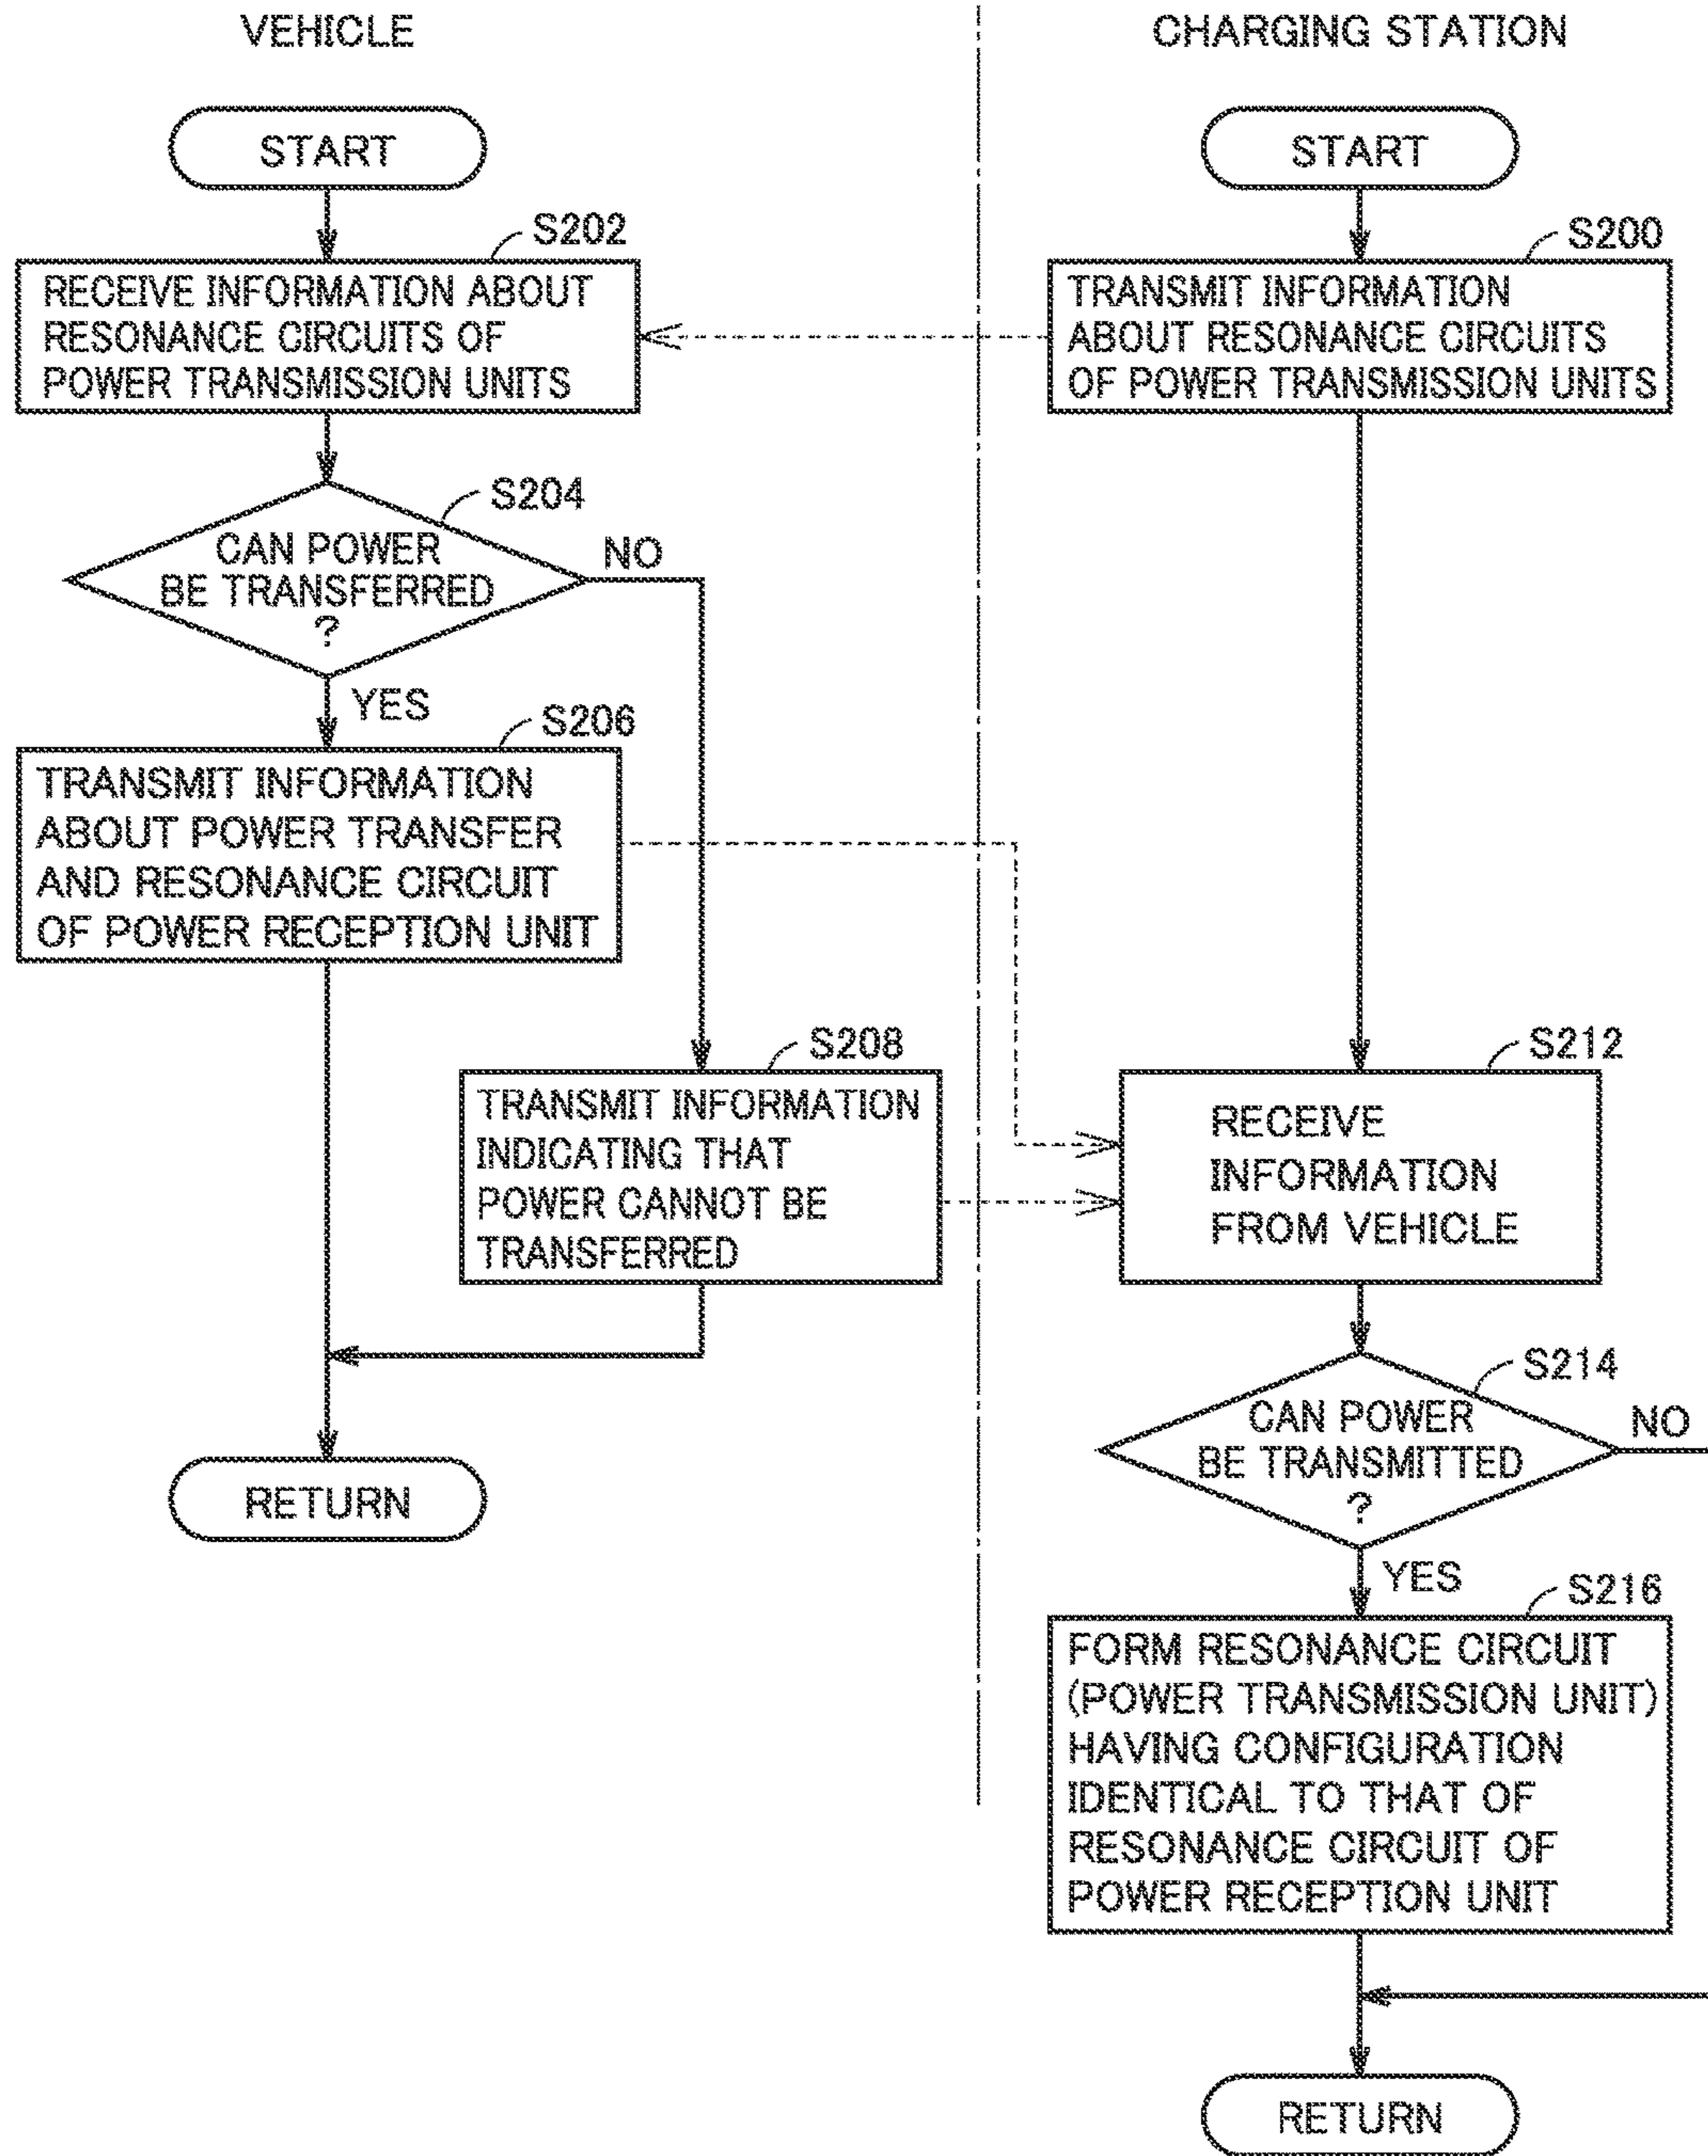 VEHICLE
START
S202
RECEIVE INFORMATION ABOUT
RESONANCE CIRCUITS OF
POWER TRANSMISSION UNITS
S204
CAN POWER
BE TRANSFERRED
?
NO
YES
S206
TRANSMIT INFORMATION
ABOUT POWER TRANSFER
AND RESONANCE CIRCUIT
OF POWER RECEPTION UNIT
S208
TRANSMIT INFORMATION
INDICATING THAT
POWER CANNOT BE
TRANSFERRED
RETURN
CHARGING STATION
START
S200
TRANSMIT INFORMATION
ABOUT RESONANCE CIRCUITS
OF POWER TRANSMISSION UNITS
S212
RECEIVE
INFORMATION
FROM VEHICLE
S214
CAN POWER
BE TRANSMITTED
?
NO
YES
S216
FORM RESONANCE CIRCUIT
(POWER TRANSMISSION UNIT)
HAVING CONFIGURATION
IDENTICAL TO THAT OF
RESONANCE CIRCUIT OF
POWER RECEPTION UNIT
RETURN